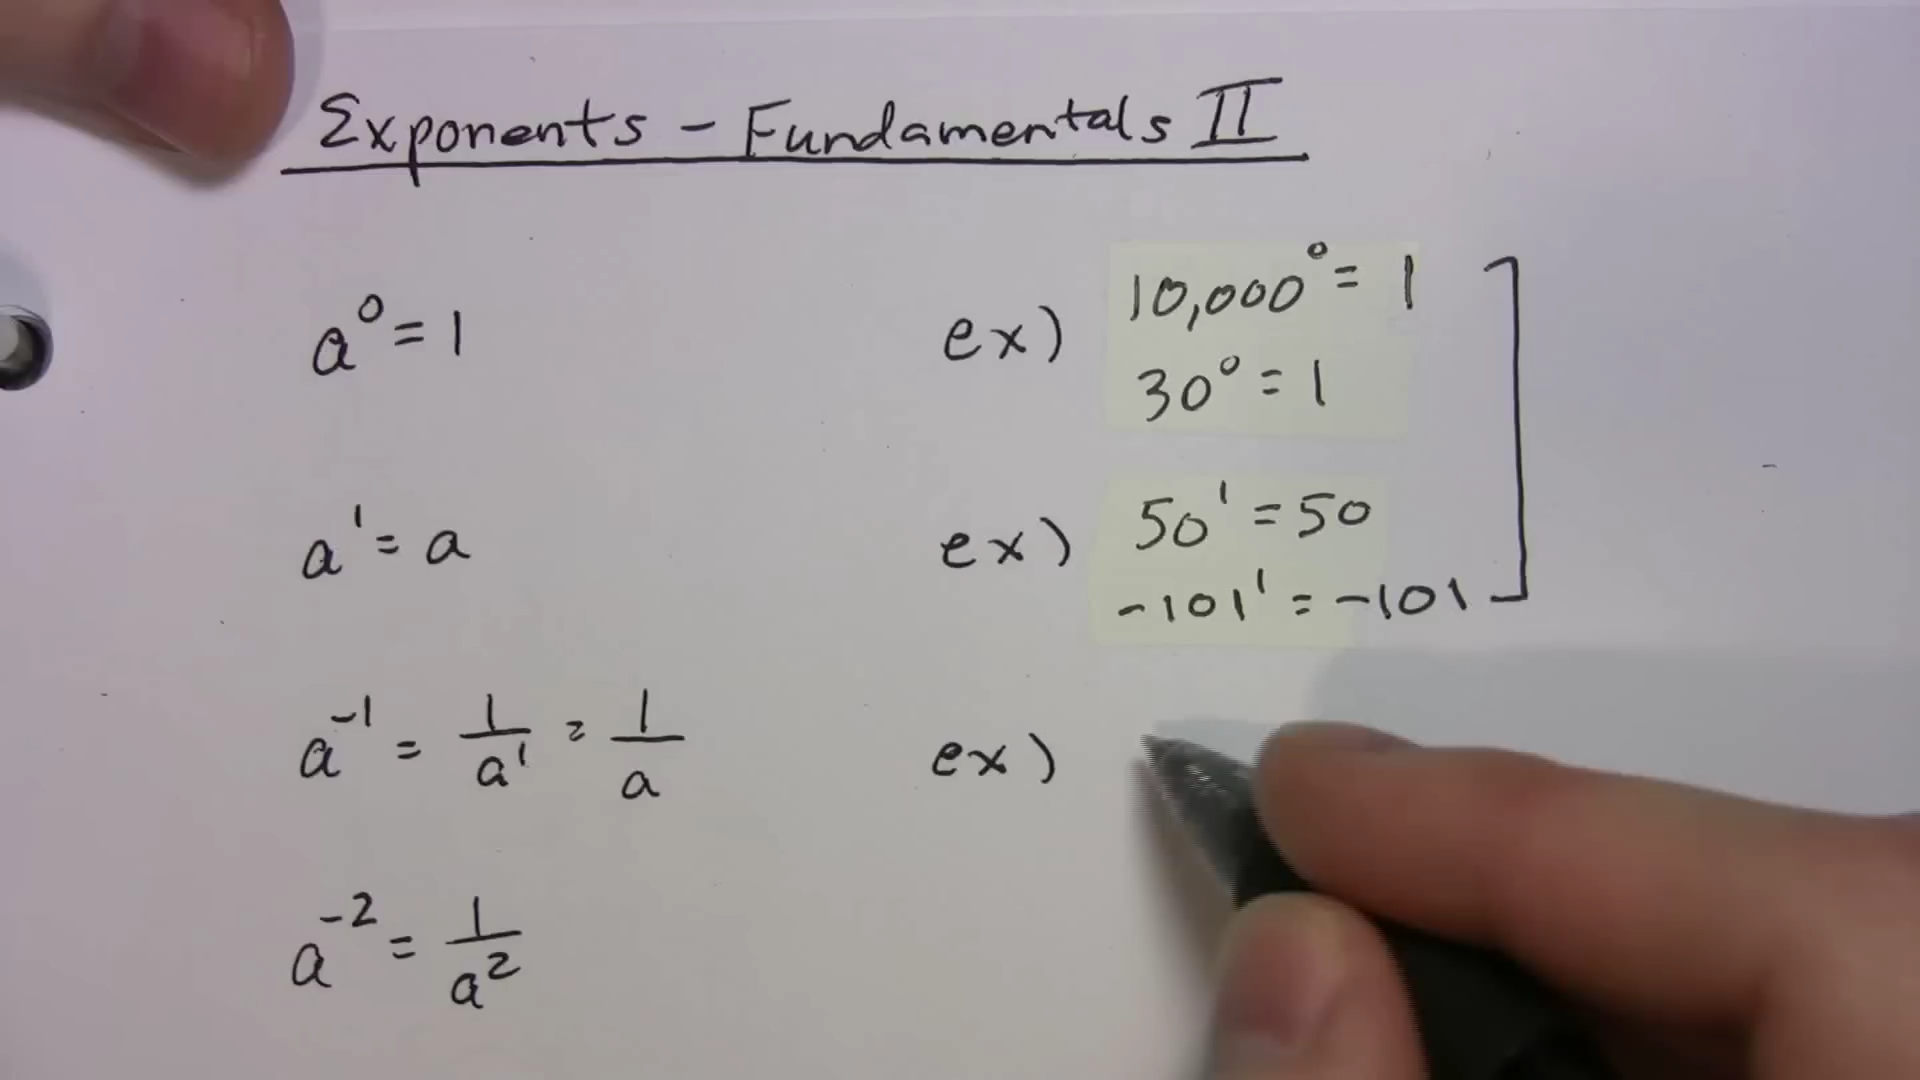 Exponents - Fundamentals II
a⁰ = 1
ex) 10,000⁰ = 1
30⁰ = 1
a¹ = a
ex) 50¹ = 50
-101¹ = -101
a⁻¹ = 1/a¹ = 1/a
ex)
a⁻² = 1/a²